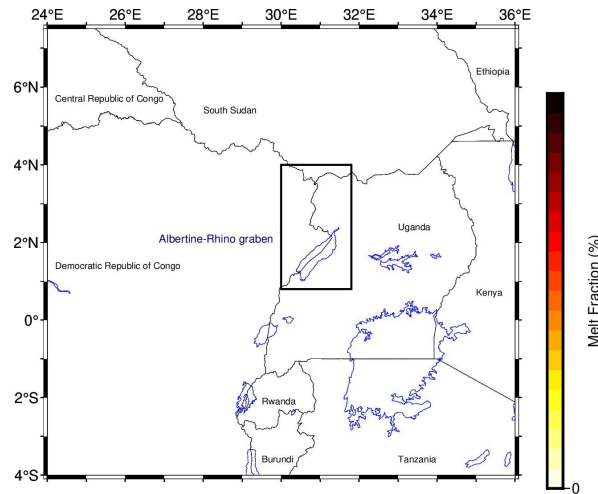 24°E 26° 28° 30° 32° 34° 36°E
6°N
4°N
2°N
0°
2°S
4°S
Ethiopia
Central Republic of Congo
South Sudan
Albertine-Rhino graben
Uganda
Democratic Republic of Congo
Kenya
Rwanda
Burundi
Tanzania
Melt Fraction (%)
0